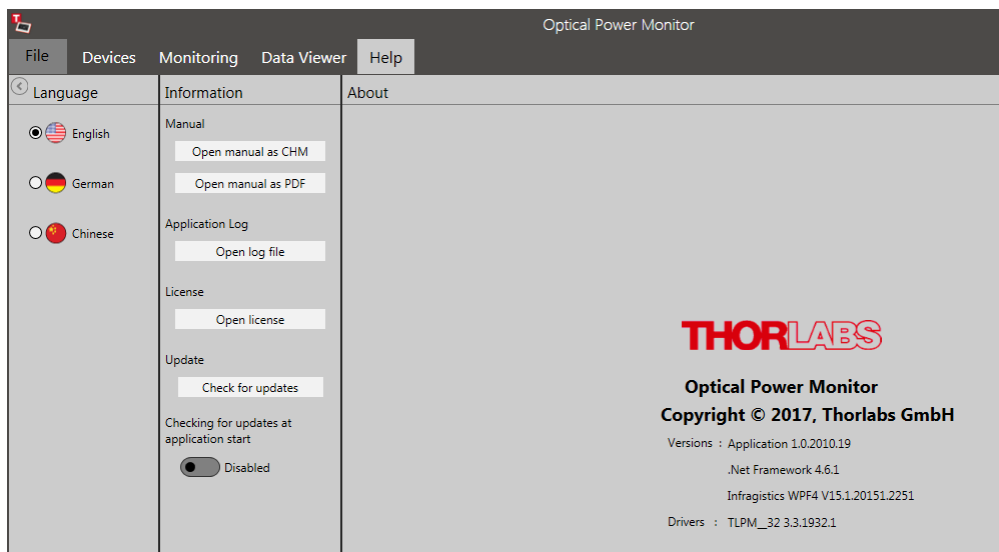 Optical Power Monitor
File Devices Monitoring Data Viewer Help
Language
English
German
Chinese
Information
Manual
Open manual as CHM
Open manual as PDF
Application Log
Open log file
License
Open license
Update
Check for updates
Checking for updates at
application start
Disabled
About
THORLABS
Optical Power Monitor
Copyright © 2017, Thorlabs GmbH
Versions : Application 1.0.2010.19
.Net Framework 4.6.1
Infragistics WPF4 V15.1.20151.2251
Drivers : TLPM__32 3.3.1932.1